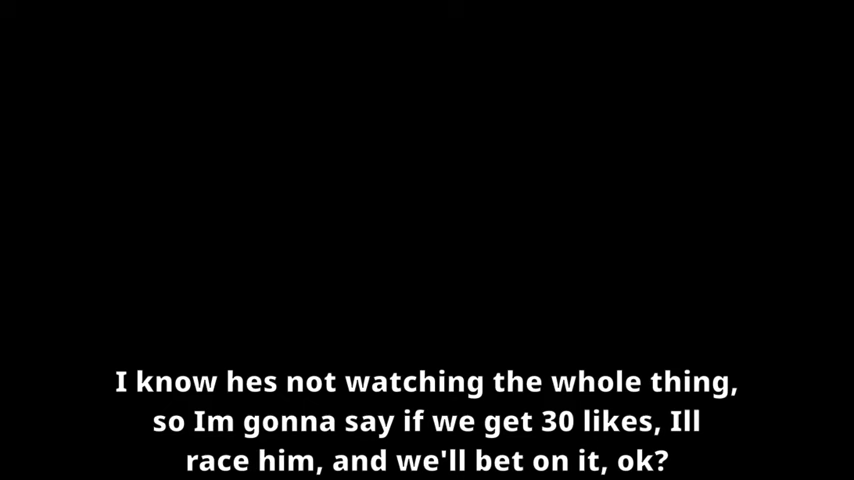 I know hes not watching the whole thing,
so Im gonna say if we get 30 likes, Ill
race him, and we'll bet on it, ok?